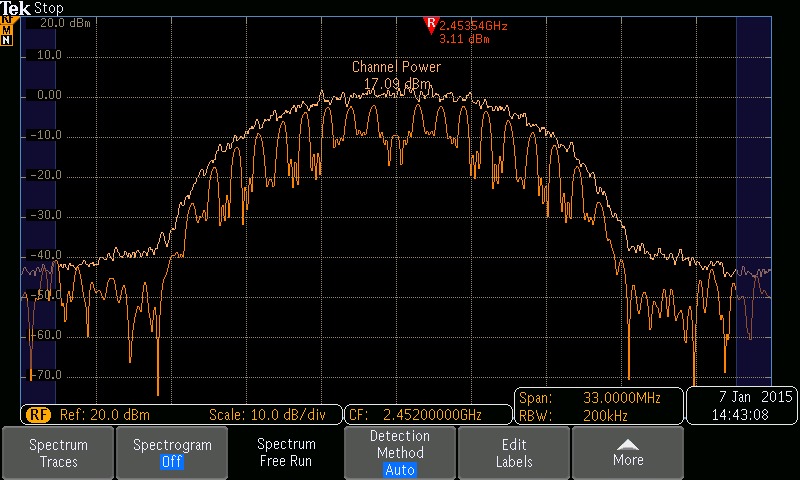 Tek Stop
R
M
N
20.0 dBm
R 2.45354GHz
3.11 dBm
10.0
Channel Power
17.09 dBm
0.00
-10.0
-20.0
-30.0
-40.0
-50.0
-60.0
-70.0
RF Ref: 20.0 dBm Scale: 10.0 dB/div CF: 2.45200000GHz
Span: 33.0000MHz
RBW: 200kHz
7 Jan 2015
14:43:08
Spectrum
Traces
Spectrogram
Off
Spectrum
Free Run
Detection
Method
Auto
Edit
Labels
More